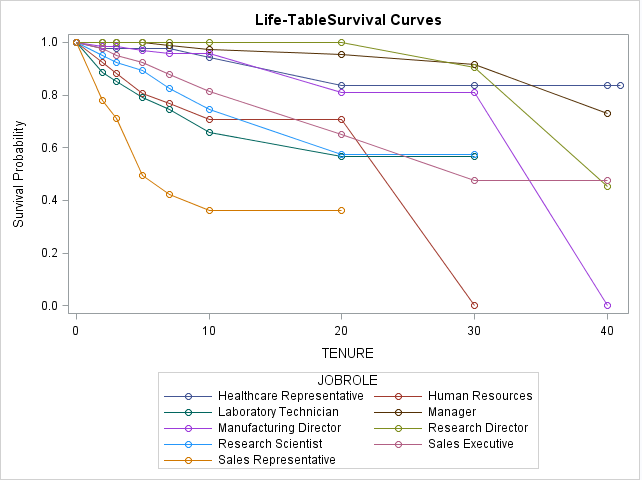 Life-TableSurvival Curves
1.0
0.8
0.6
0.4
0.2
0.0
Survival Probability
0 10 20 30 40
TENURE
JOBROLE
Healthcare Representative Human Resources
Laboratory Technician Manager
Manufacturing Director Research Director
Research Scientist Sales Executive
Sales Representative